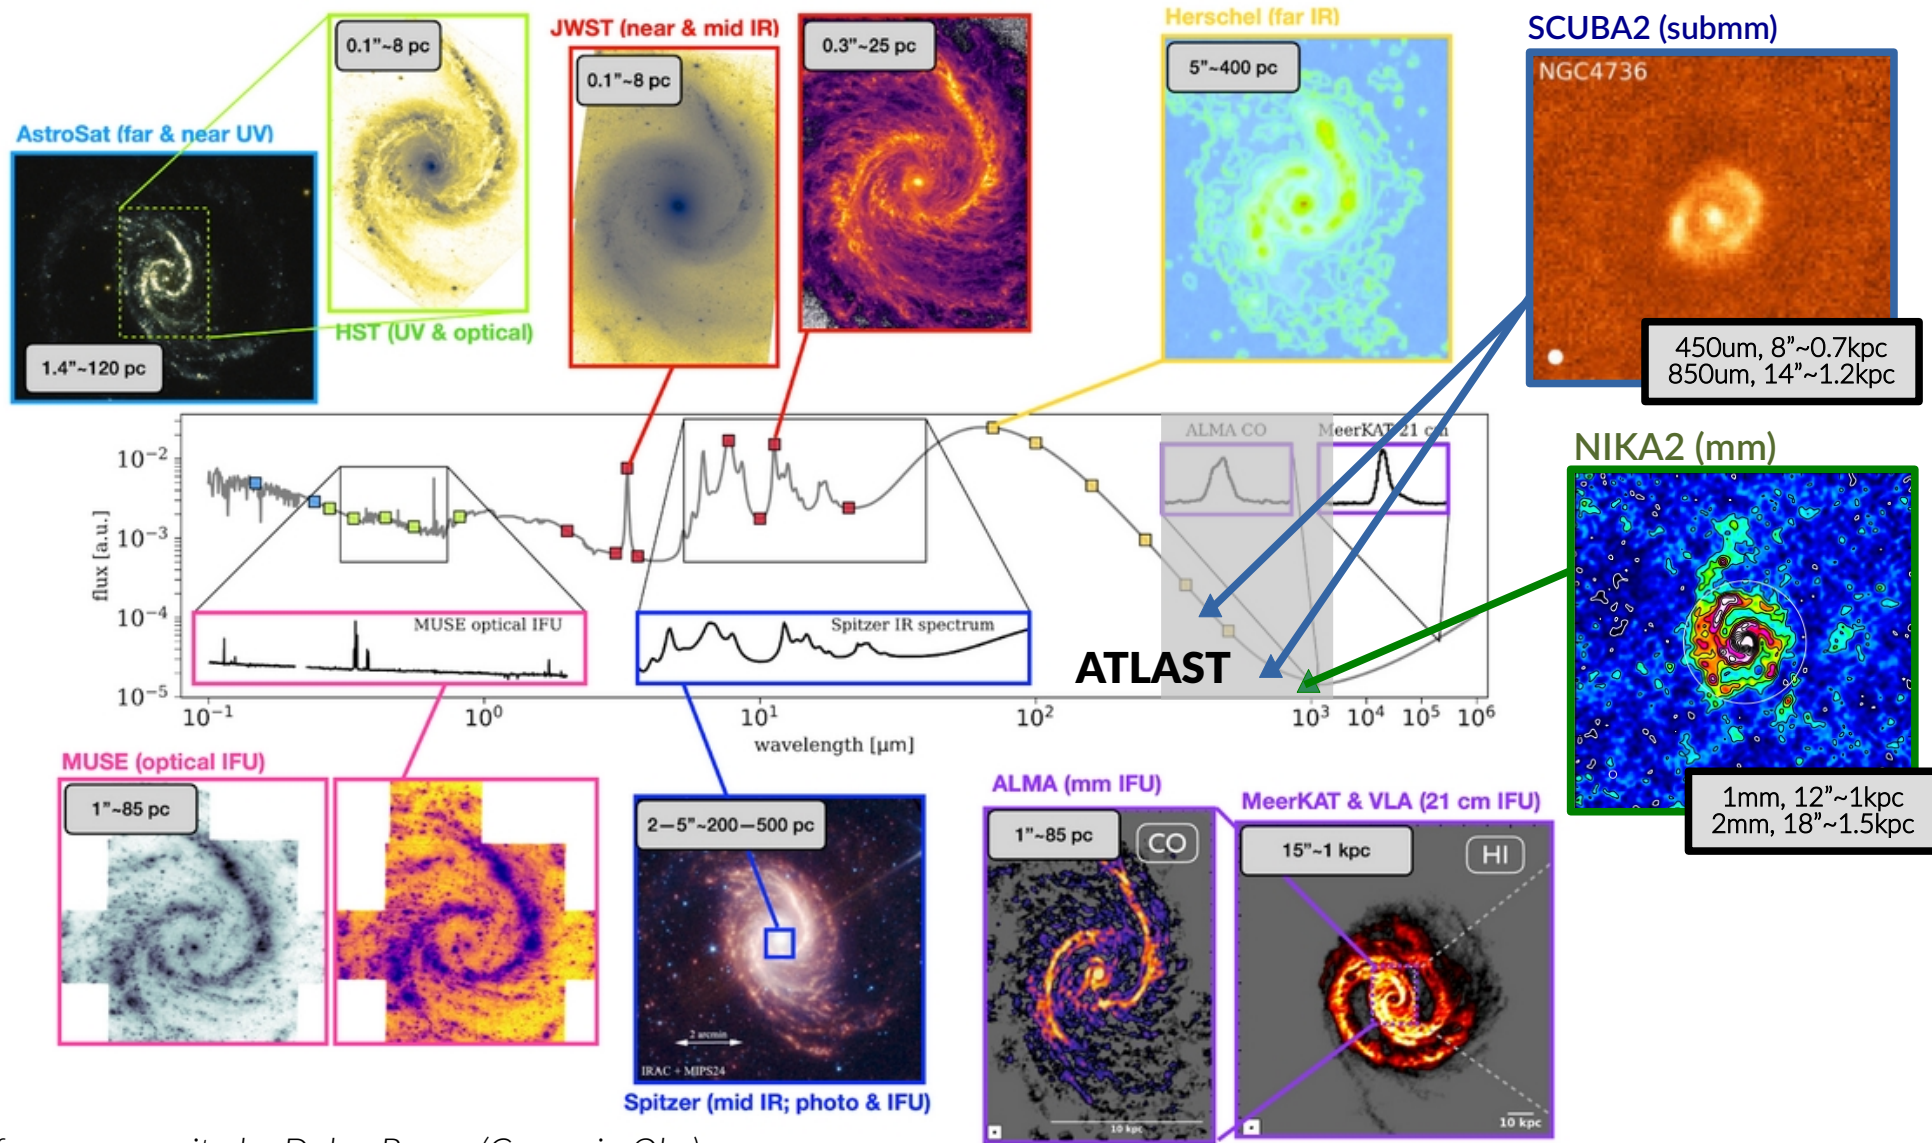 JWST (near & mid IR)
Herschel (far IR)
SCUBA2 (submm)
0.1”~8 pc
0.1”~8 pc
0.3”~25 pc
5”~400 pc
NGC4736
AstroSat (far & near UV)
1.4”~120 pc
HST (UV & optical)
450um, 8”~0.7kpc
850um, 14”~1.2kpc
NIKA2 (mm)
ALMA CO
MeerKAT 21 cm
flux [a.u.]
10⁻²
10⁻³
10⁻⁴
10⁻⁵
MUSE optical IFU
Spitzer IR spectrum
ATLAST
10⁻¹
10⁰
10¹
10²
10³
10⁴
10⁵
10⁶
wavelength [μm]
1mm, 12”~1kpc
2mm, 18”~1.5kpc
MUSE (optical IFU)
1”~85 pc
2—5”~200—500 pc
2 arcmin
IRAC + MIPS24
Spitzer (mid IR; photo & IFU)
ALMA (mm IFU)
1”~85 pc
CO
10 kpc
MeerKAT & VLA (21 cm IFU)
15”~1 kpc
HI
10 kpc